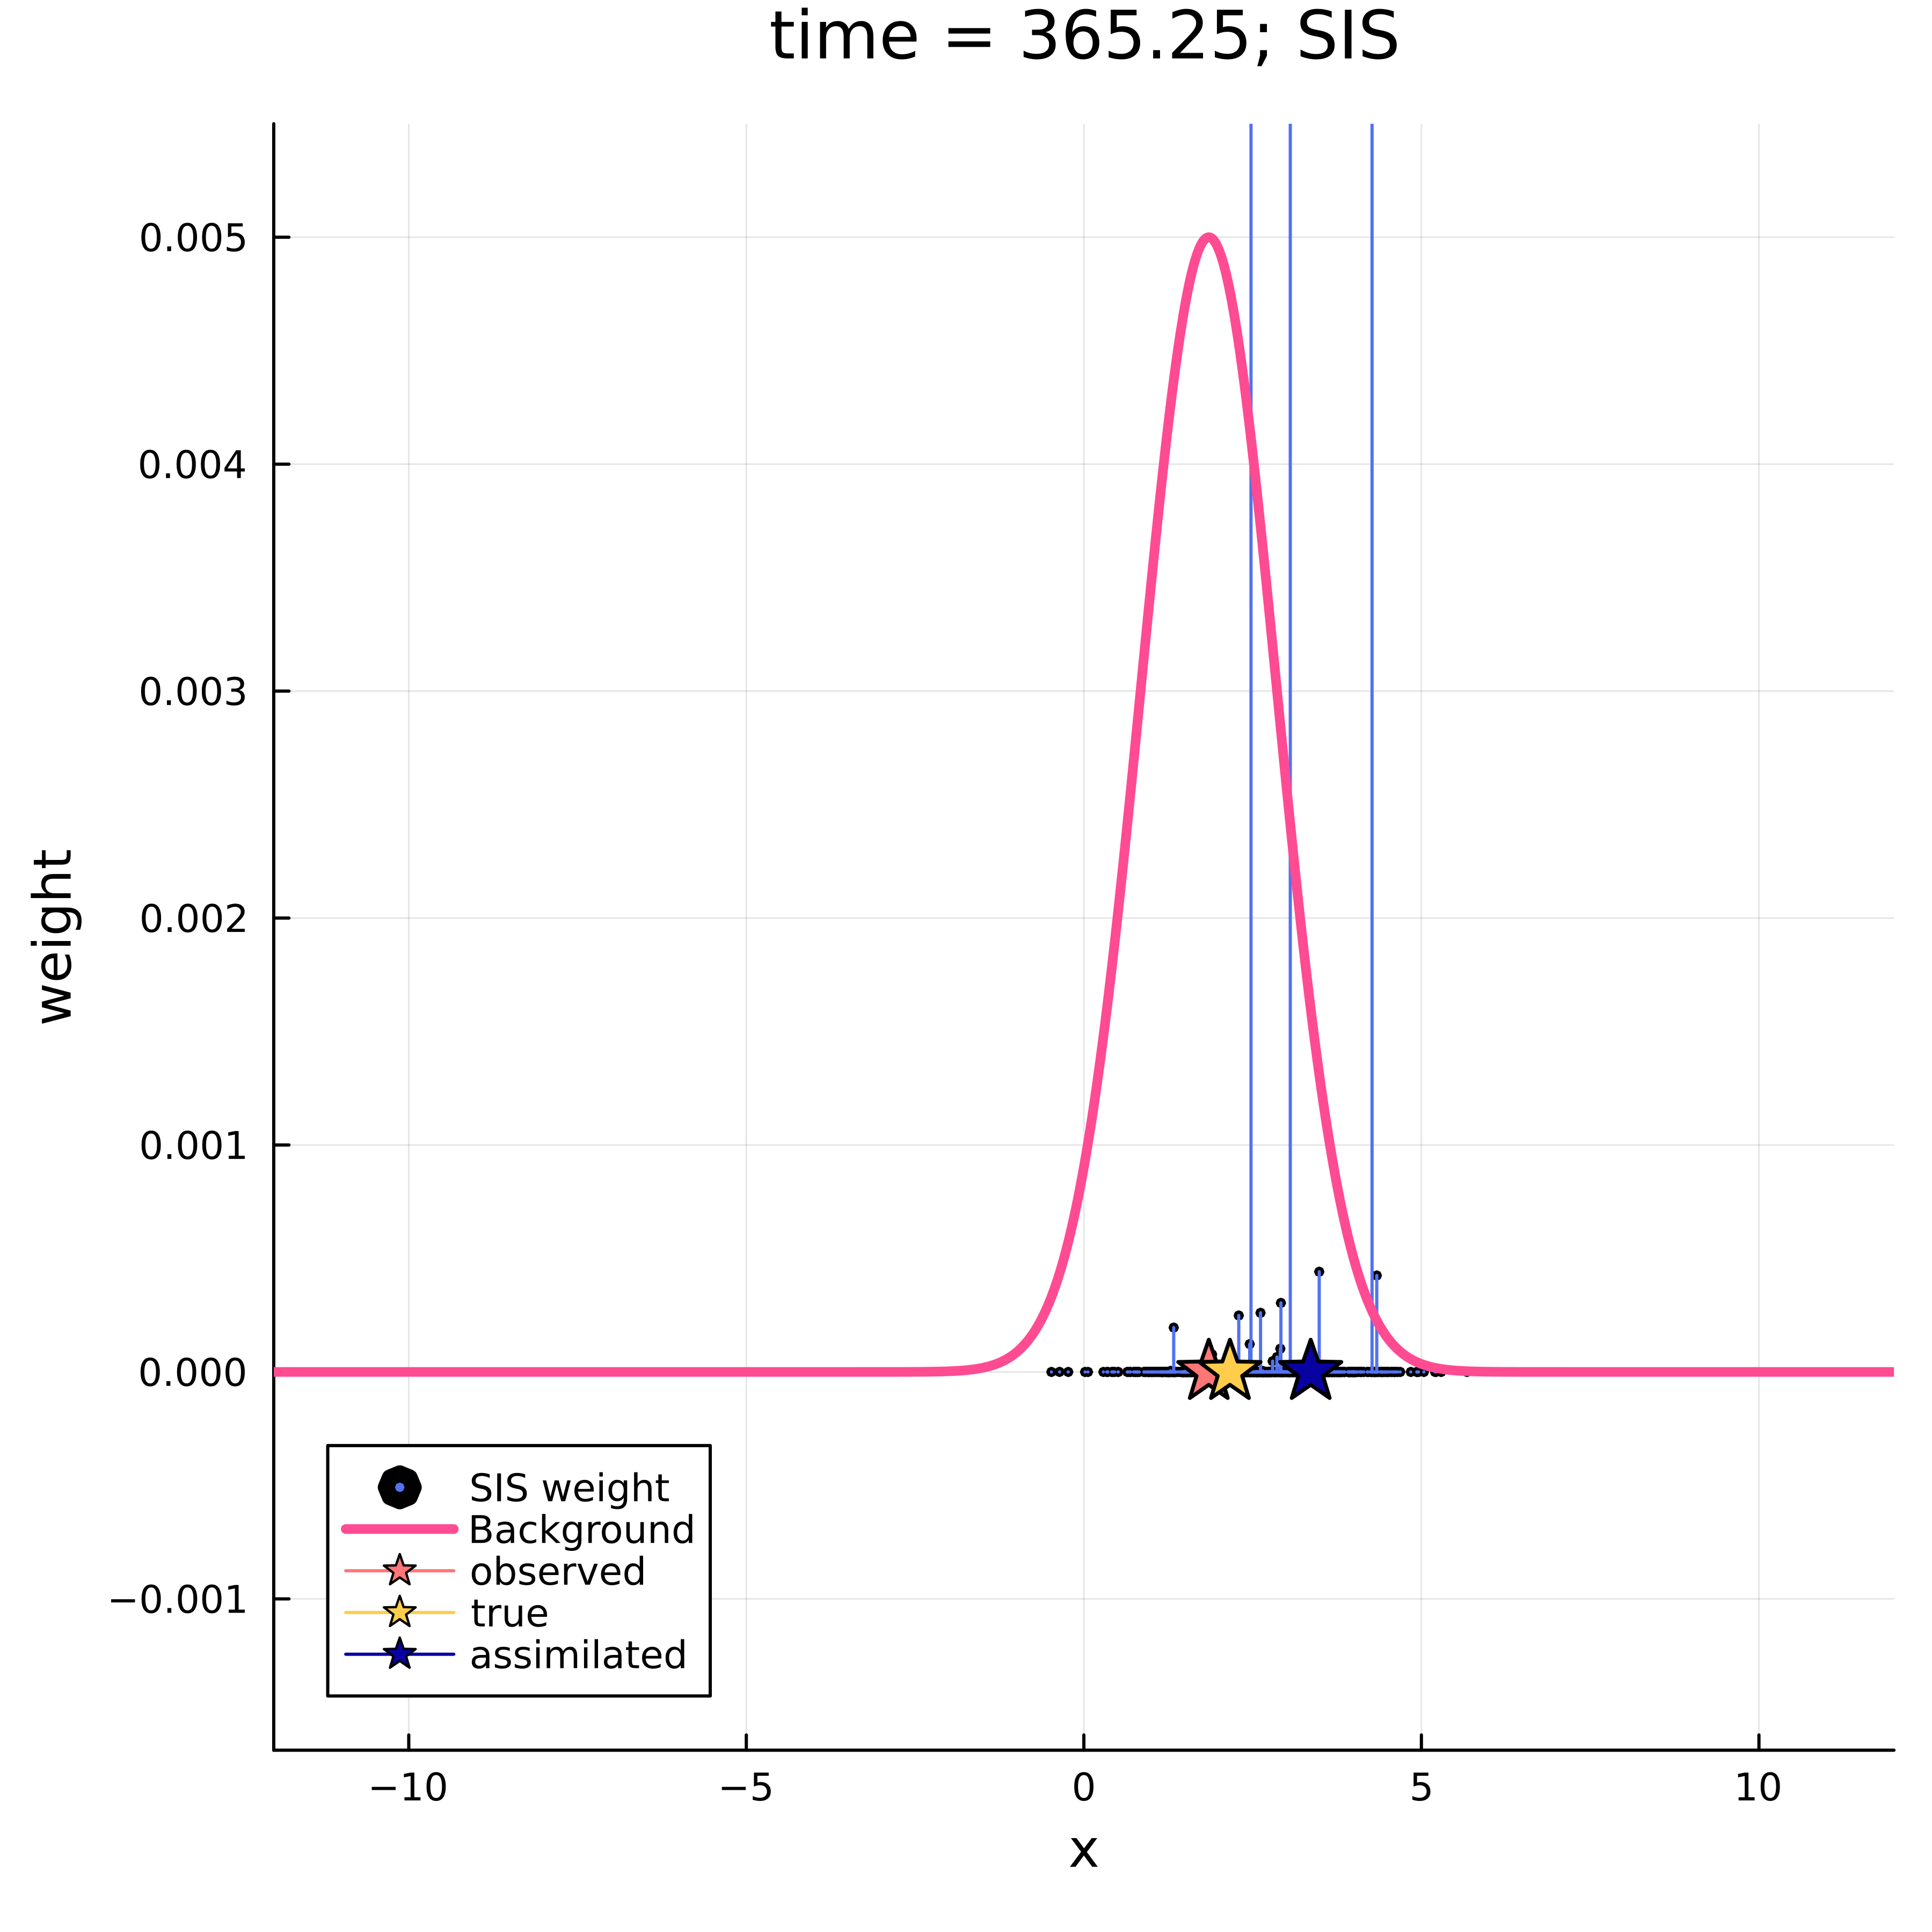 time = 365.25; SIS
weight
0.005
0.004
0.003
0.002
0.001
0.000
−0.001
SIS weight
Background
observed
true
assimilated
−10
−5
0
5
10
x